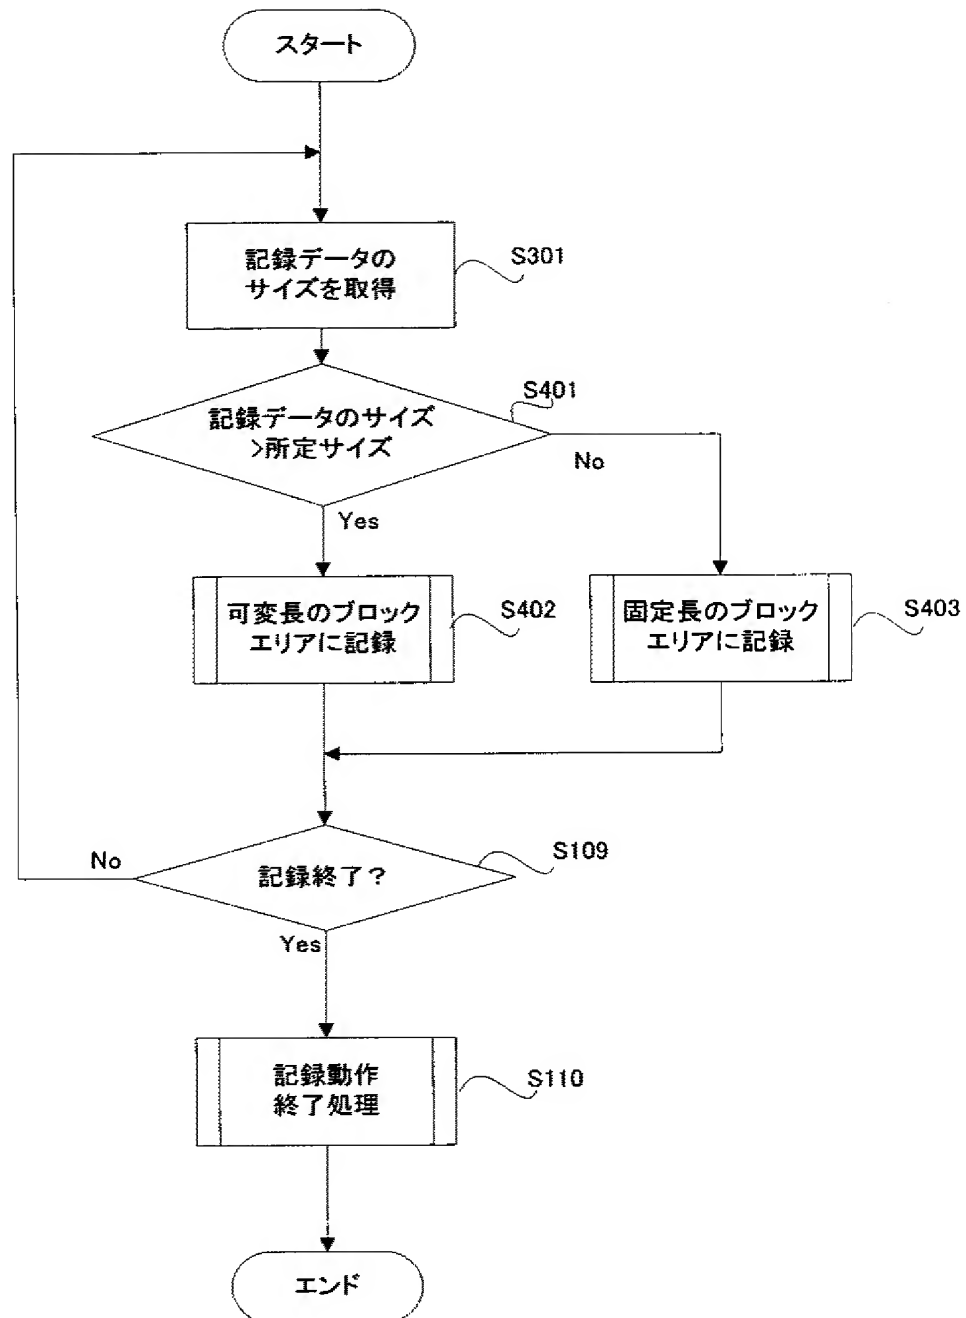 スタート
記録データの
サイズを取得
S301
記録データのサイズ
>所定サイズ
S401
No
Yes
可変長のブロック
エリアに記録
S402
固定長のブロック
エリアに記録
S403
記録終了？
S109
No
Yes
記録動作
終了処理
S110
エンド